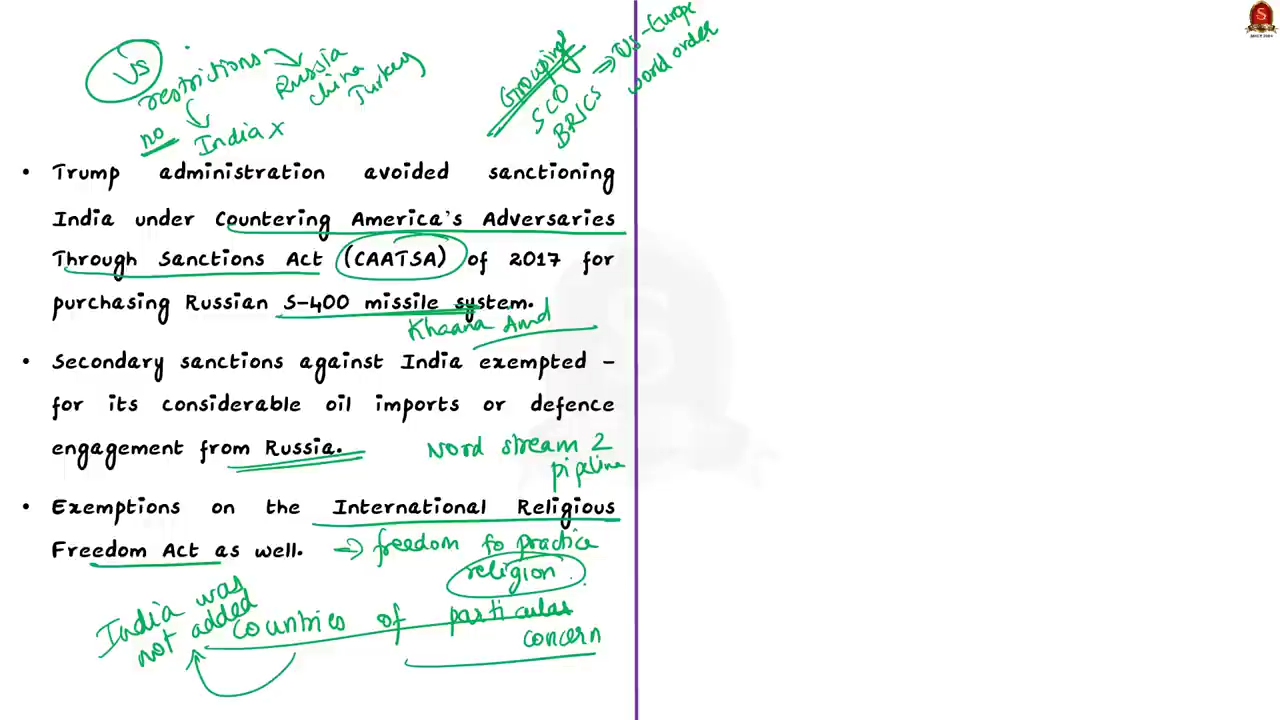 US
restrictions → Russia
China
Turkey
no India x
Grouping
SCO
BRICS ⇒ US-Europe
world order
• Trump administration avoided sanctioning
India under Countering America's Adversaries
Through Sanctions Act (CAATSA) of 2017 for
purchasing Russian S-400 missile system.
Khaana Amd
• Secondary sanctions against India exempted –
for its considerable oil imports or defence
engagement from Russia.
Nord stream 2
pipeline
• Exemptions on the International Religious
Freedom Act as well.
→ freedom to practice
religion
India was
not added
countries of particular
concern
S